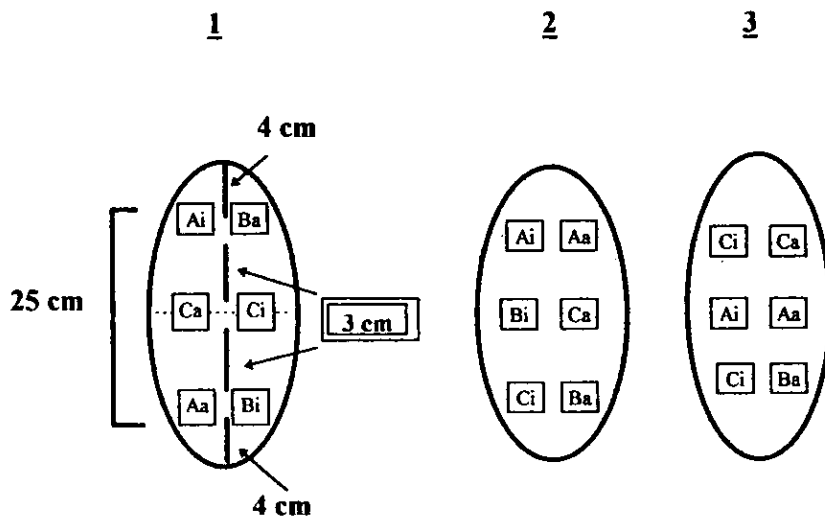 1 2 3
4 cm
Ai Ba
Ai Aa
Ci Ca
25 cm
Ca Ci
3 cm
Bi Ca
Ai Aa
Aa Bi
Ci Ba
Ci Ba
4 cm